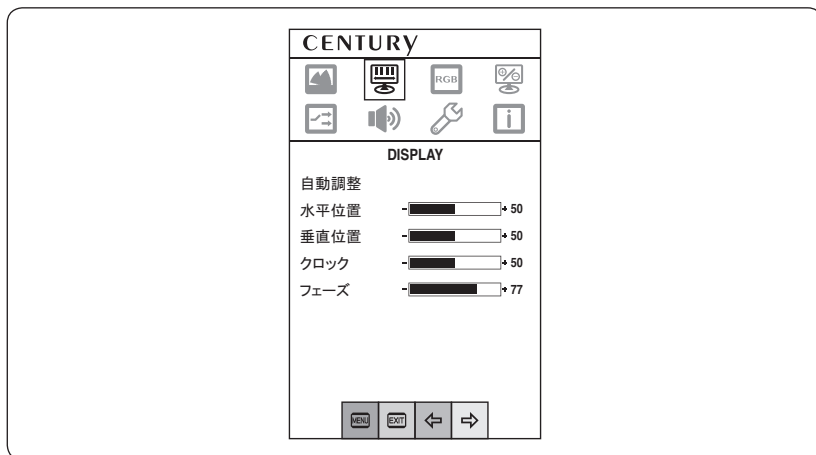 CENTURY
RGB
DISPLAY
自動調整
水平位置 - + 50
垂直位置 - + 50
クロック - + 50
フェーズ - + 77
MENU EXIT